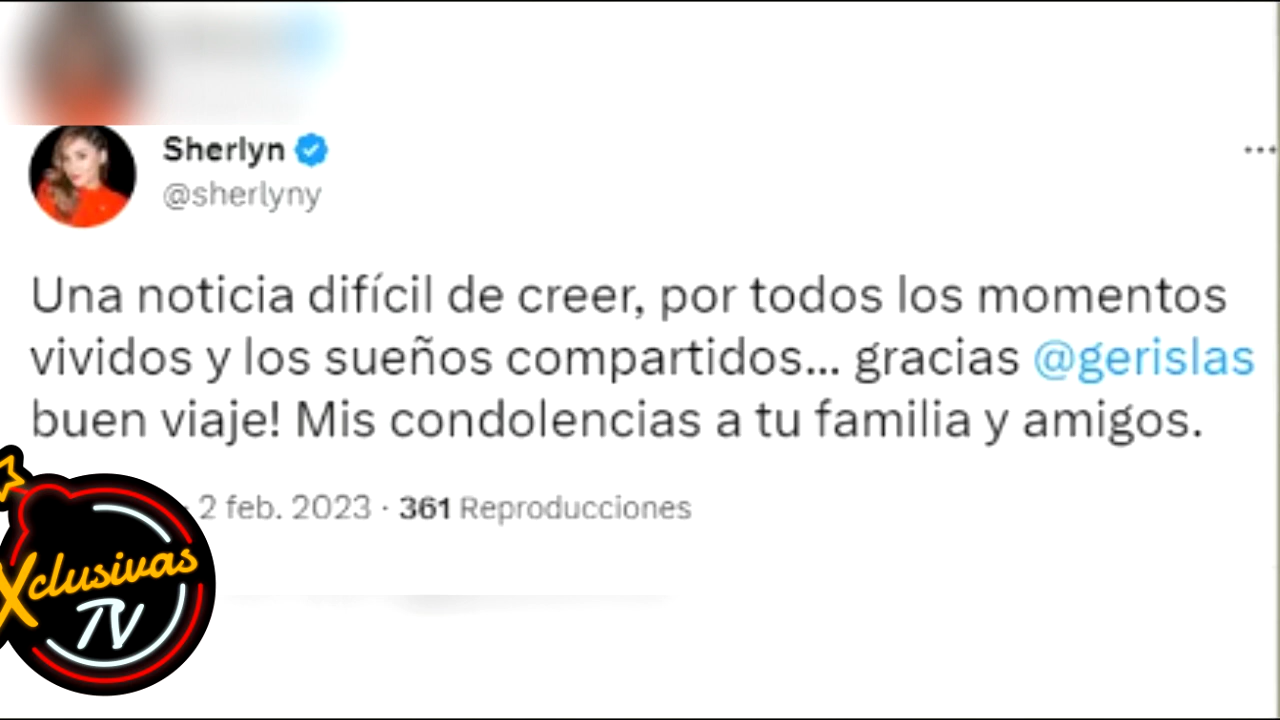 Sherlyn
@sherlyny
Una noticia difícil de creer, por todos los momentos
vividos y los sueños compartidos... gracias @gerislas
buen viaje! Mis condolencias a tu familia y amigos.
· 2 feb. 2023 · 361 Reproducciones
Xclusivas
TV